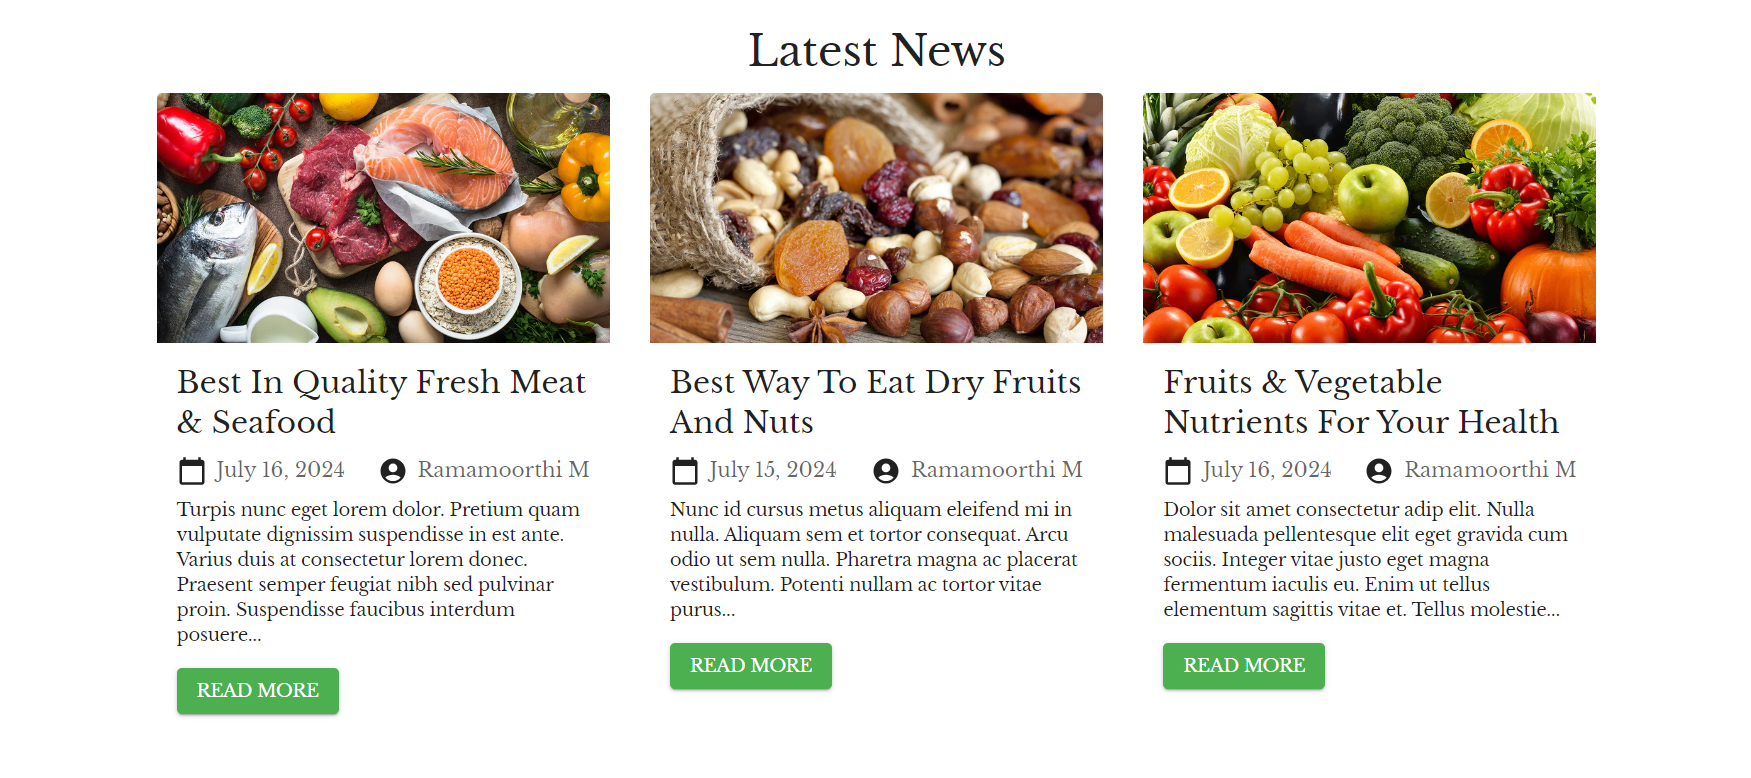 Latest News
Best In Quality Fresh Meat
& Seafood
July 16, 2024 Ramamoorthi M
Turpis nunc eget lorem dolor. Pretium quam
vulputate dignissim suspendisse in est ante.
Varius duis at consectetur lorem donec.
Praesent semper feugiat nibh sed pulvinar
proin. Suspendisse faucibus interdum
posuere...
READ MORE
Best Way To Eat Dry Fruits
And Nuts
July 15, 2024 Ramamoorthi M
Nunc id cursus metus aliquam eleifend mi in
nulla. Aliquam sem et tortor consequat. Arcu
odio ut sem nulla. Pharetra magna ac placerat
vestibulum. Potenti nullam ac tortor vitae
purus...
READ MORE
Fruits & Vegetable
Nutrients For Your Health
July 16, 2024 Ramamoorthi M
Dolor sit amet consectetur adip elit. Nulla
malesuada pellentesque elit eget gravida cum
sociis. Integer vitae justo eget magna
fermentum iaculis eu. Enim ut tellus
elementum sagittis vitae et. Tellus molestie...
READ MORE